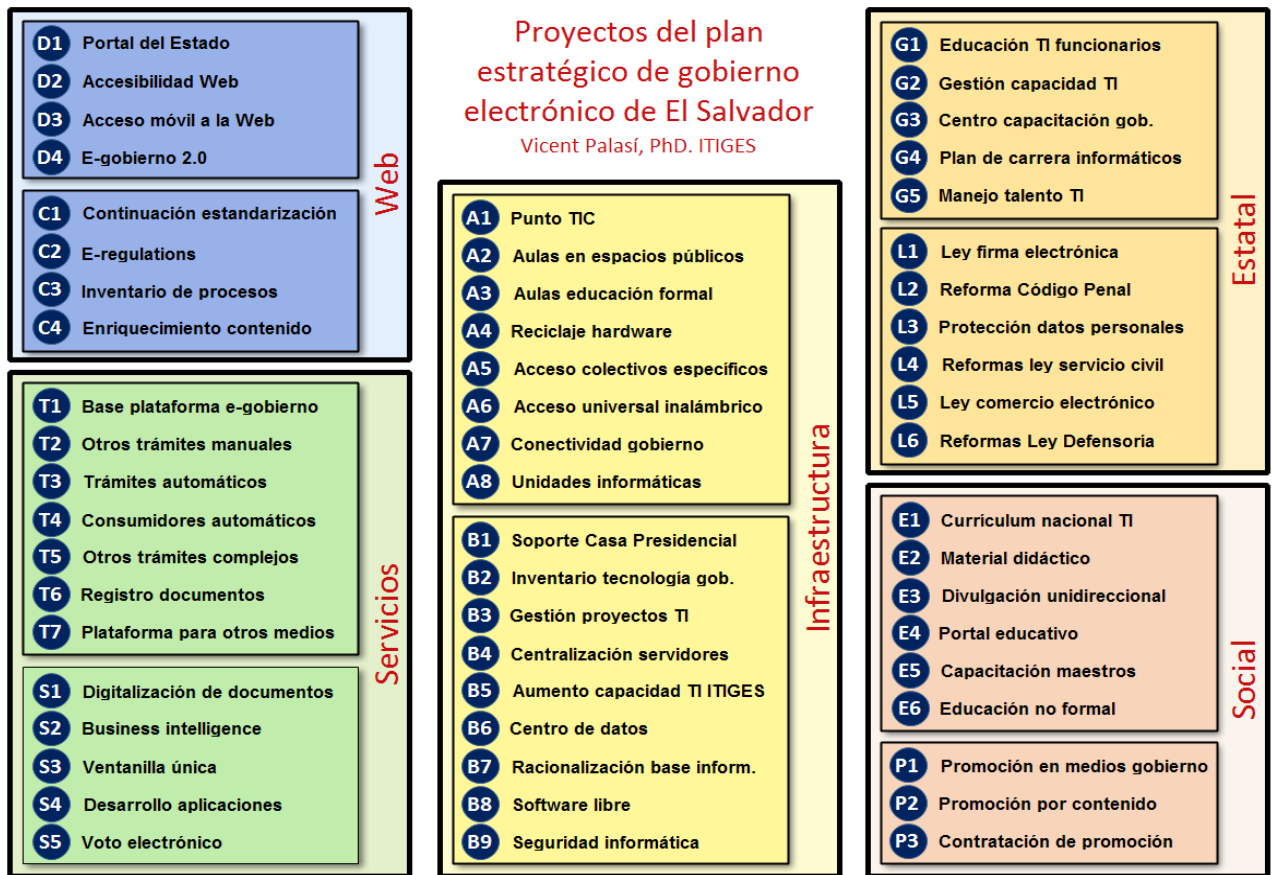 Proyectos del plan
estratégico de gobierno
electrónico de El Salvador
Vicent Palasí, PhD. ITIGES
Web
D1 Portal del Estado
D2 Accesibilidad Web
D3 Acceso móvil a la Web
D4 E-gobierno 2.0
C1 Continuación estandarización
C2 E-regulations
C3 Inventario de procesos
C4 Enriquecimiento contenido
Servicios
T1 Base plataforma e-gobierno
T2 Otros trámites manuales
T3 Trámites automáticos
T4 Consumidores automáticos
T5 Otros trámites complejos
T6 Registro documentos
T7 Plataforma para otros medios
S1 Digitalización de documentos
S2 Business intelligence
S3 Ventanilla única
S4 Desarrollo aplicaciones
S5 Voto electrónico
Infraestructura
A1 Punto TIC
A2 Aulas en espacios públicos
A3 Aulas educación formal
A4 Reciclaje hardware
A5 Acceso colectivos específicos
A6 Acceso universal inalámbrico
A7 Conectividad gobierno
A8 Unidades informáticas
B1 Soporte Casa Presidencial
B2 Inventario tecnología gob.
B3 Gestión proyectos TI
B4 Centralización servidores
B5 Aumento capacidad TI ITIGES
B6 Centro de datos
B7 Racionalización base inform.
B8 Software libre
B9 Seguridad informática
Estatal
G1 Educación TI funcionarios
G2 Gestión capacidad TI
G3 Centro capacitación gob.
G4 Plan de carrera informáticos
G5 Manejo talento TI
L1 Ley firma electrónica
L2 Reforma Código Penal
L3 Protección datos personales
L4 Reformas ley servicio civil
L5 Ley comercio electrónico
L6 Reformas Ley Defensoría
Social
E1 Currículum nacional TI
E2 Material didáctico
E3 Divulgación unidireccional
E4 Portal educativo
E5 Capacitación maestros
E6 Educación no formal
P1 Promoción en medios gobierno
P2 Promoción por contenido
P3 Contratación de promoción